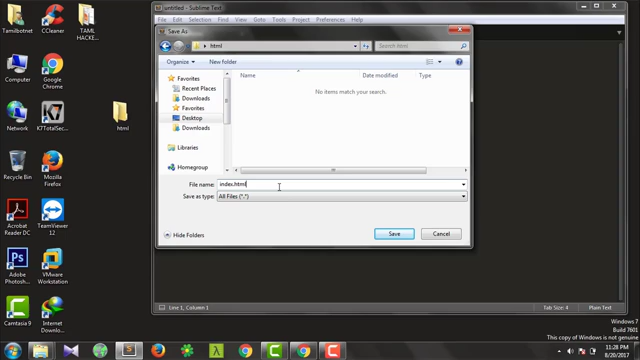 untitled - Sublime Text
File Edit Selection Find View Goto Tools Project Preferences Help
Save As
html
Search html
Organize
New folder
Favorites
Recent Places
Downloads
Favorites
Desktop
Downloads
Libraries
Homegroup
Name
Date modified
Type
No items match your search.
File name: index.html
Save as type: All Files (*.*)
Hide Folders
Save
Cancel
Tamilbotnet
CCleaner
TAML HACKE...
Computer
Google Chrome
Network
K7TotalSec...
html
Recycle Bin
Mozilla Firefox
Acrobat Reader DC
TeamViewer 12
Adobe Photosh...
VMware Workstation
Camtasia 9
Internet Downlo...
Line 1, Column 1
Tab Size: 4
Plain Text
Windows 7
Build 7601
This copy of Windows is not genuine
11:28 PM
8/20/2017